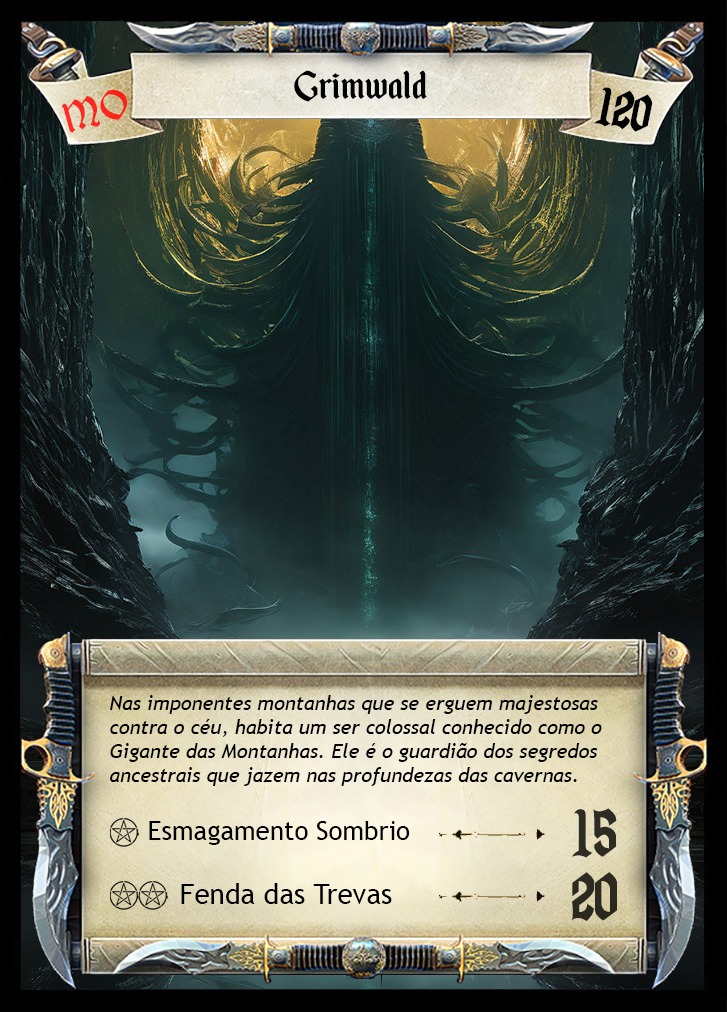 Grimwald
MO
120
Nas imponentes montanhas que se erguem majestosas
contra o céu, habita um ser colossal conhecido como o
Gigante das Montanhas. Ele é o guardião dos segredos
ancestrais que jazem nas profundezas das cavernas.
Esmagamento Sombrio 15
Fenda das Trevas 20